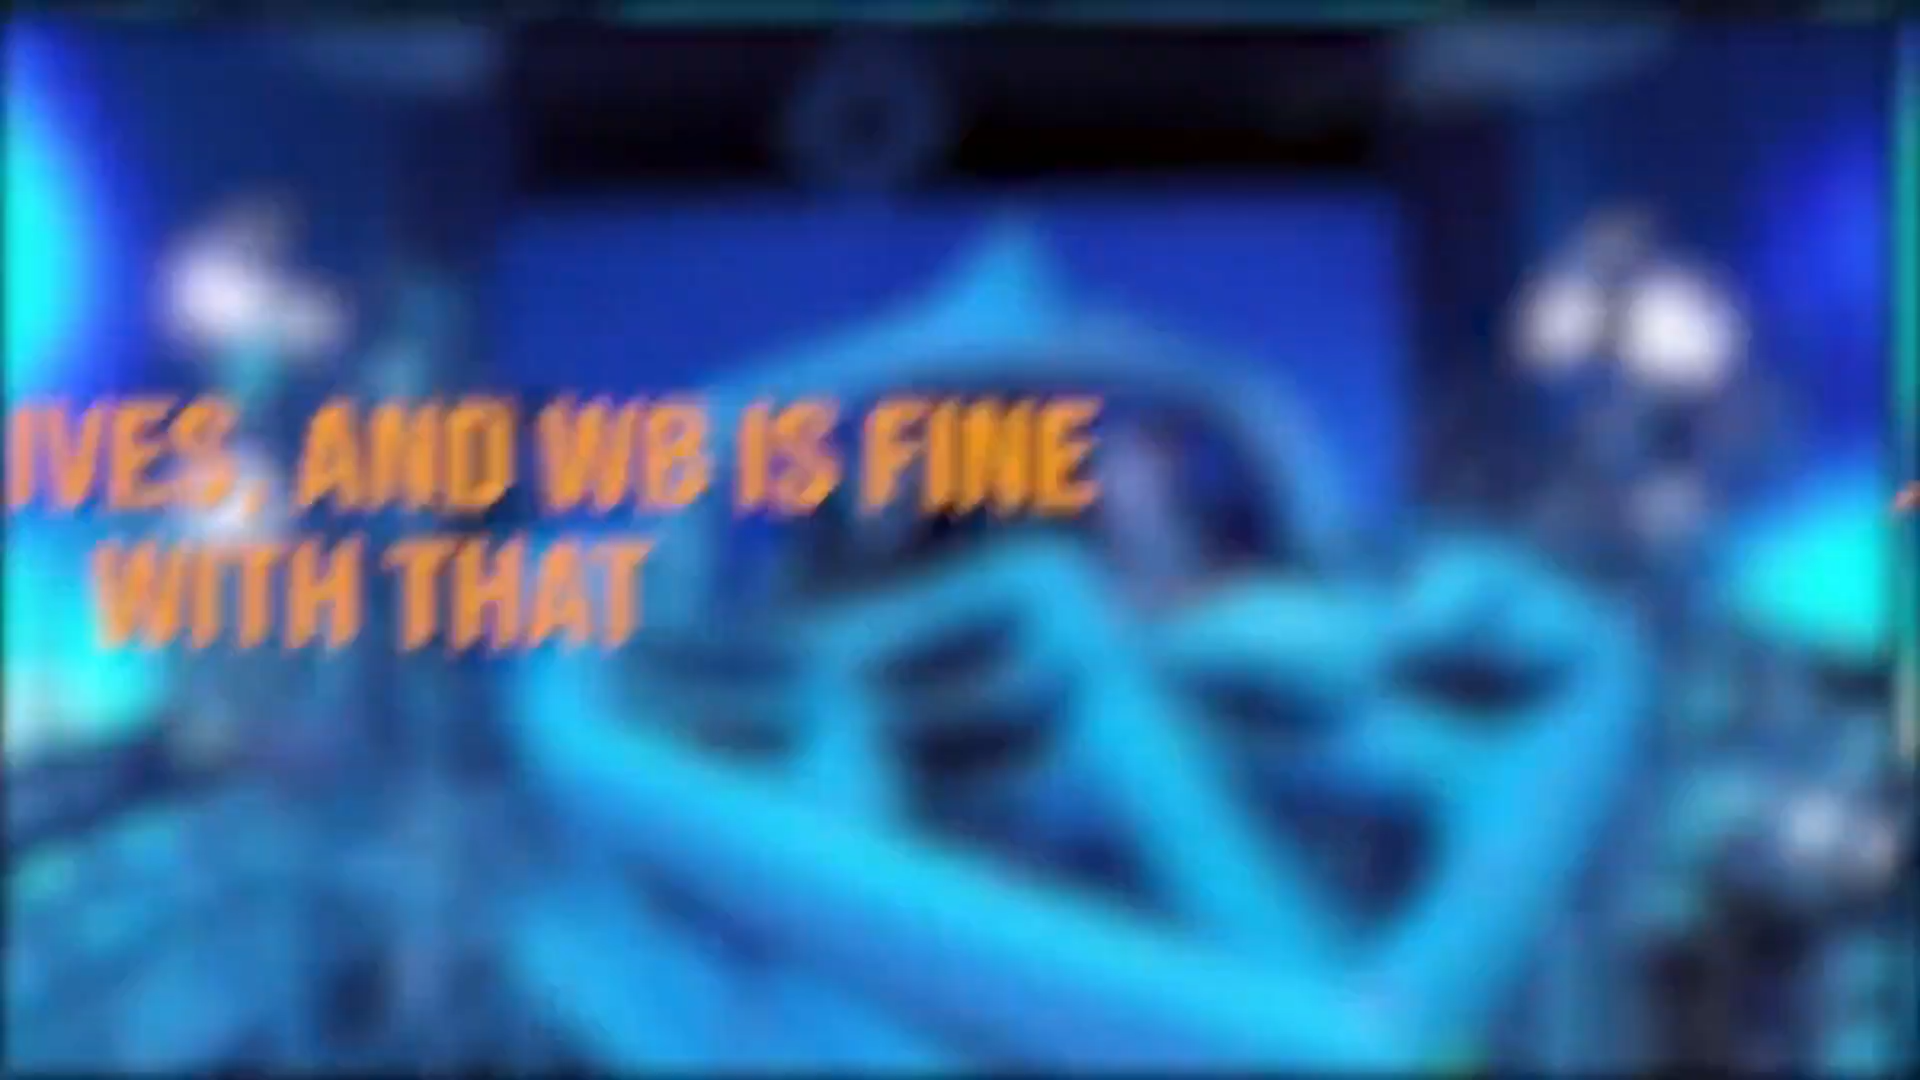 IVES, AND WB IS FINE
WITH THAT